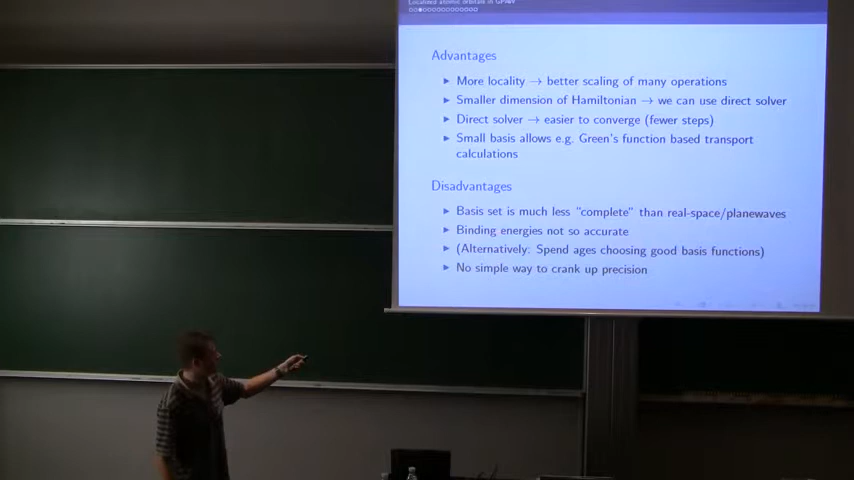 Localized atomic orbitals in GPAW
Advantages
More locality → better scaling of many operations
Smaller dimension of Hamiltonian → we can use direct solver
Direct solver → easier to converge (fewer steps)
Small basis allows e.g. Green's function based transport
calculations
Disadvantages
Basis set is much less "complete" than real-space/planewaves
Binding energies not so accurate
(Alternatively: Spend ages choosing good basis functions)
No simple way to crank up precision